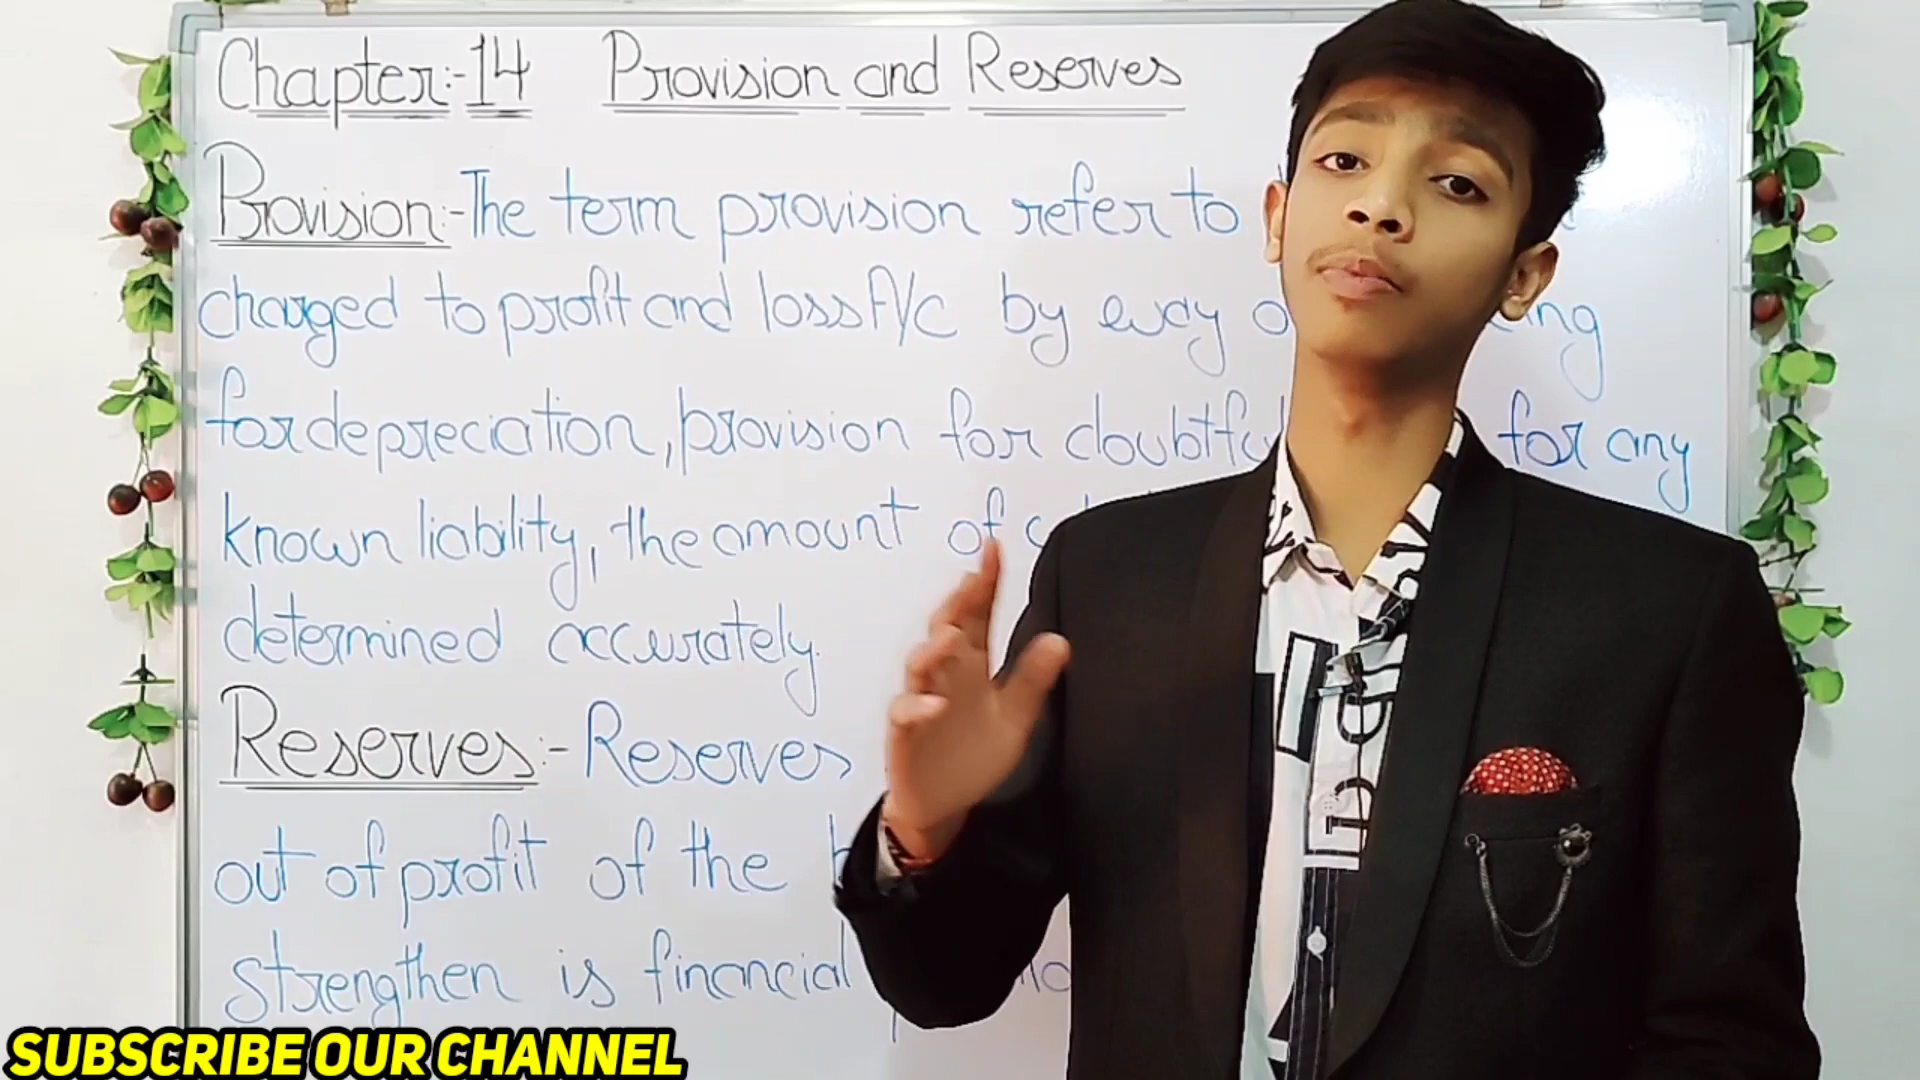 Chapter:-14 Provision and Reserves
Provision:-The term provision refer to
charged to profit and loss A/C by way
for depreciation, provision for for any
known liability, the amount of
determined accurately.
Reserves:- Reserves
out of profit of the
strengthen is financial
SUBSCRIBE OUR CHANNEL